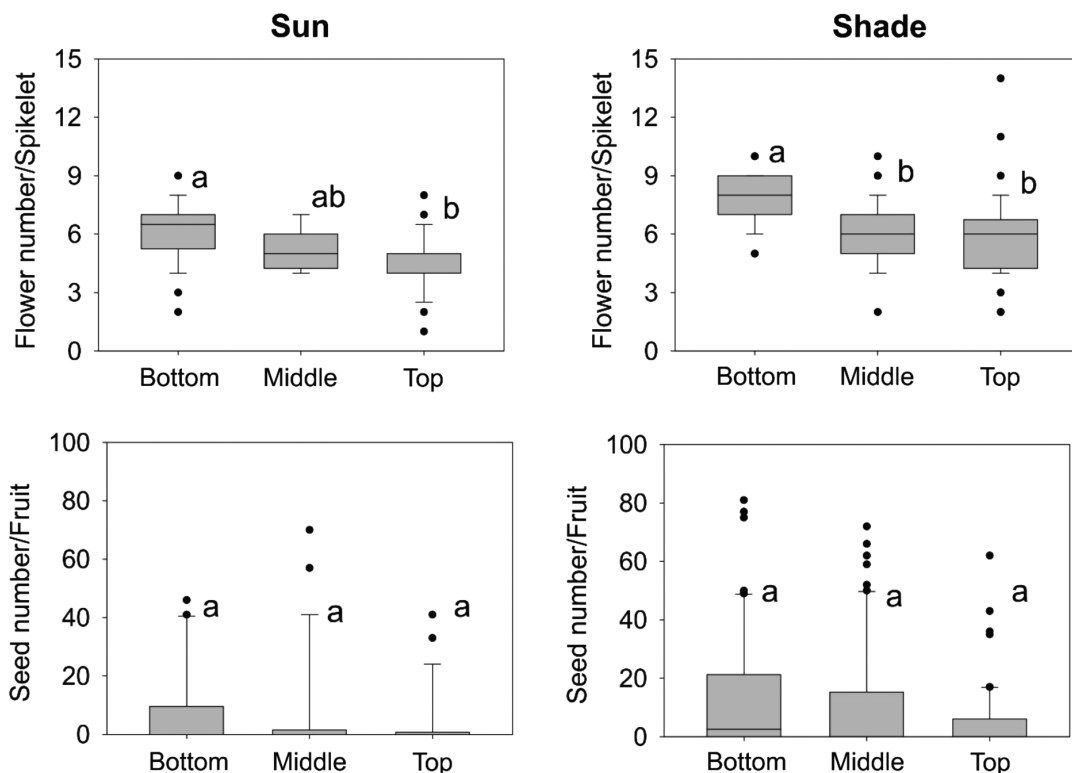 Sun
Flower number/Spikelet
15
12
9
6
3
0
a
ab
b
Bottom Middle Top
Shade
Flower number/Spikelet
15
12
9
6
3
0
a
b
b
Bottom Middle Top
Seed number/Fruit
100
80
60
40
20
0
a
a
a
Bottom Middle Top
Seed number/Fruit
100
80
60
40
20
0
a
a
a
Bottom Middle Top